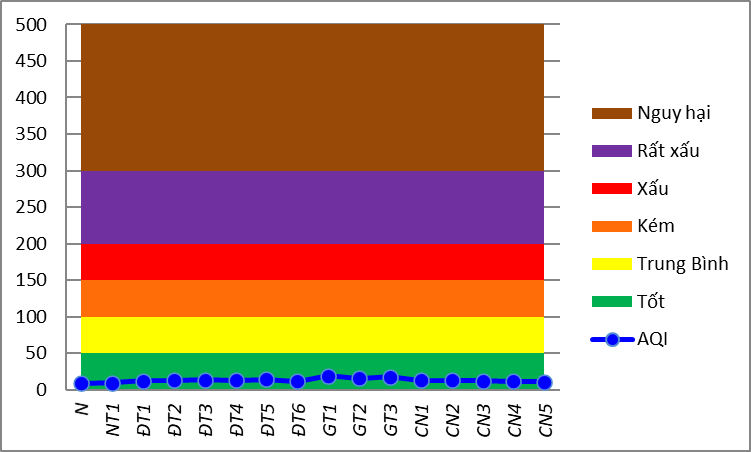 500
450
400
350
300
250
200
150
100
50
0
N
NT1
ĐT1
ĐT2
ĐT3
ĐT4
ĐT5
ĐT6
GT1
GT2
GT3
CN1
CN2
CN3
CN4
CN5
Nguy hại
Rất xấu
Xấu
Kém
Trung Bình
Tốt
AQI